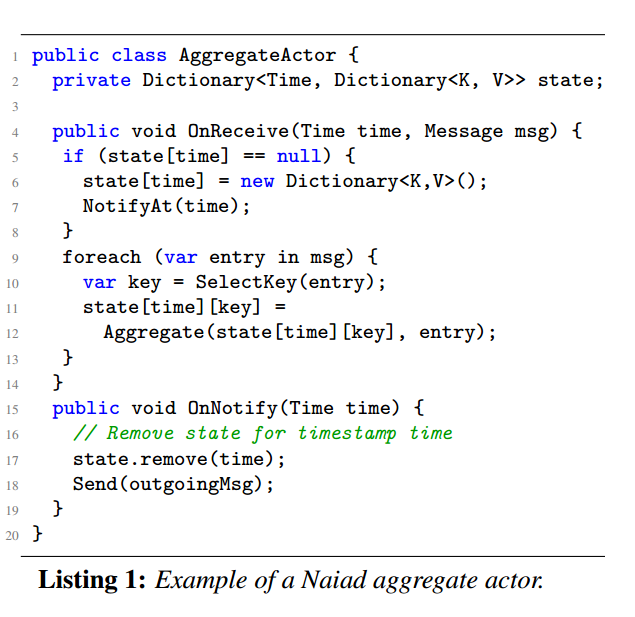 1 public class AggregateActor {
2 private Dictionary<Time, Dictionary<K, V>> state;
3
4 public void OnReceive(Time time, Message msg) {
5 if (state[time] == null) {
6 state[time] = new Dictionary<K,V>();
7 NotifyAt(time);
8 }
9 foreach (var entry in msg) {
10 var key = SelectKey(entry);
11 state[time][key] =
12 Aggregate(state[time][key], entry);
13 }
14 }
15 public void OnNotify(Time time) {
16 // Remove state for timestamp time
17 state.remove(time);
18 Send(outgoingMsg);
19 }
20 }
Listing 1: Example of a Naiad aggregate actor.